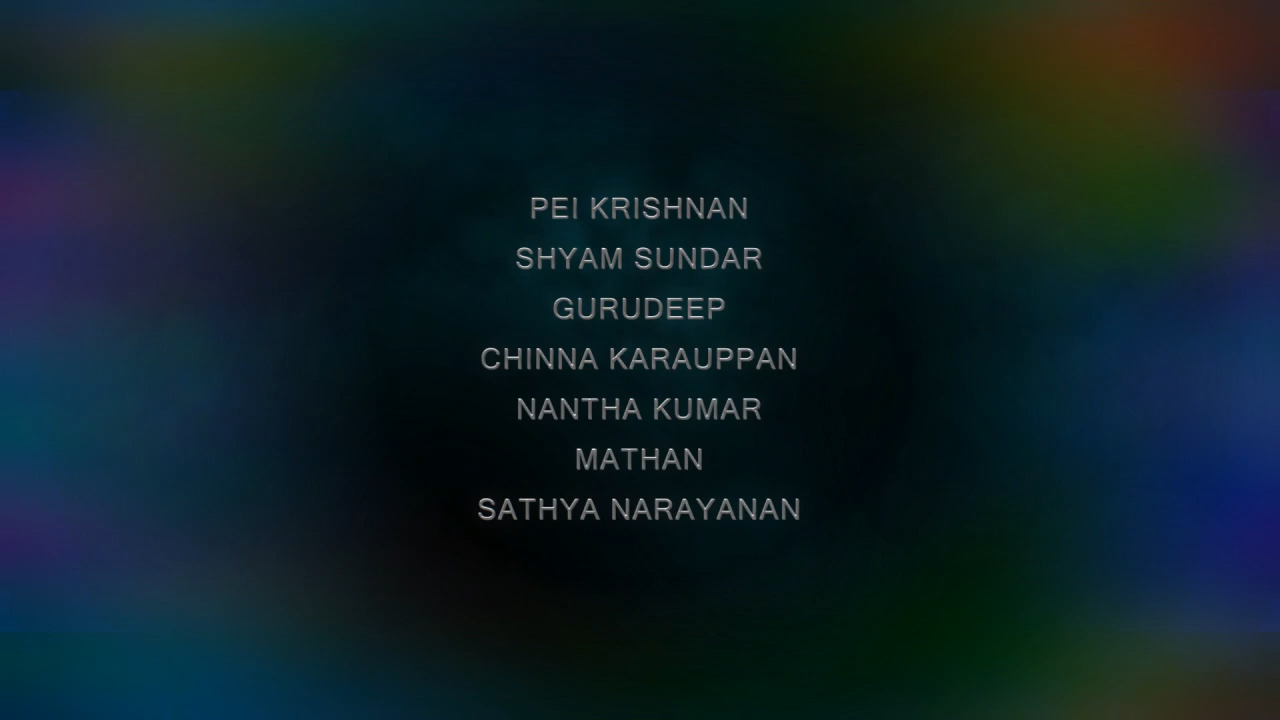 PEI KRISHNAN
SHYAM SUNDAR
GURUDEEP
CHINNA KARAUPPAN
NANTHA KUMAR
MATHAN
SATHYA NARAYANAN